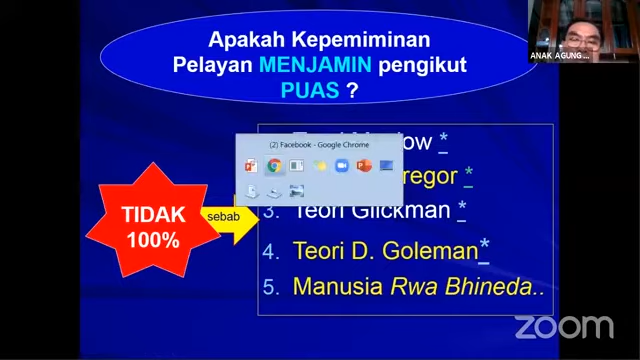 Apakah Kepemiminan
Pelayan MENJAMIN pengikut
PUAS ?
ANAK AGUNG ...
(2) Facebook - Google Chrome
TIDAK
100%
sebab
3. Teori Glickman *
4. Teori D. Goleman*
5. Manusia Rwa Bhineda..
zoom